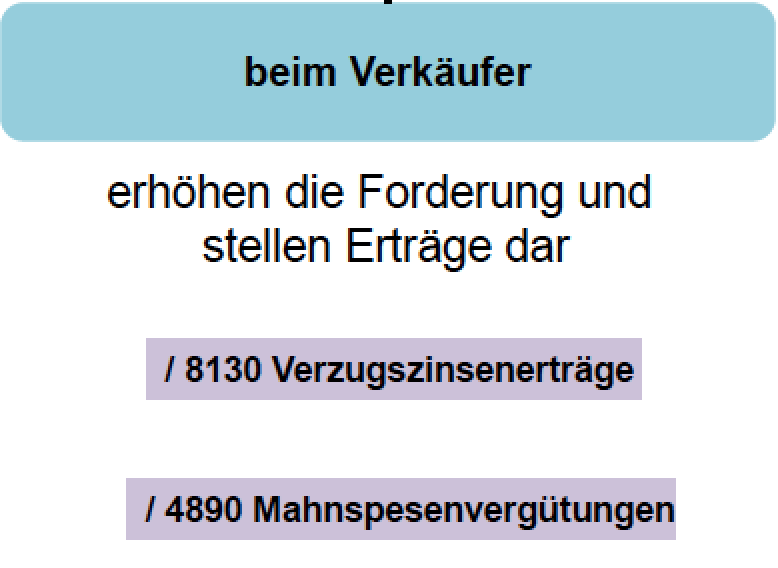 beim Verkäufer
erhöhen die Forderung und
stellen Erträge dar
/ 8130 Verzugszinsenerträge
/ 4890 Mahnspesenvergütungen